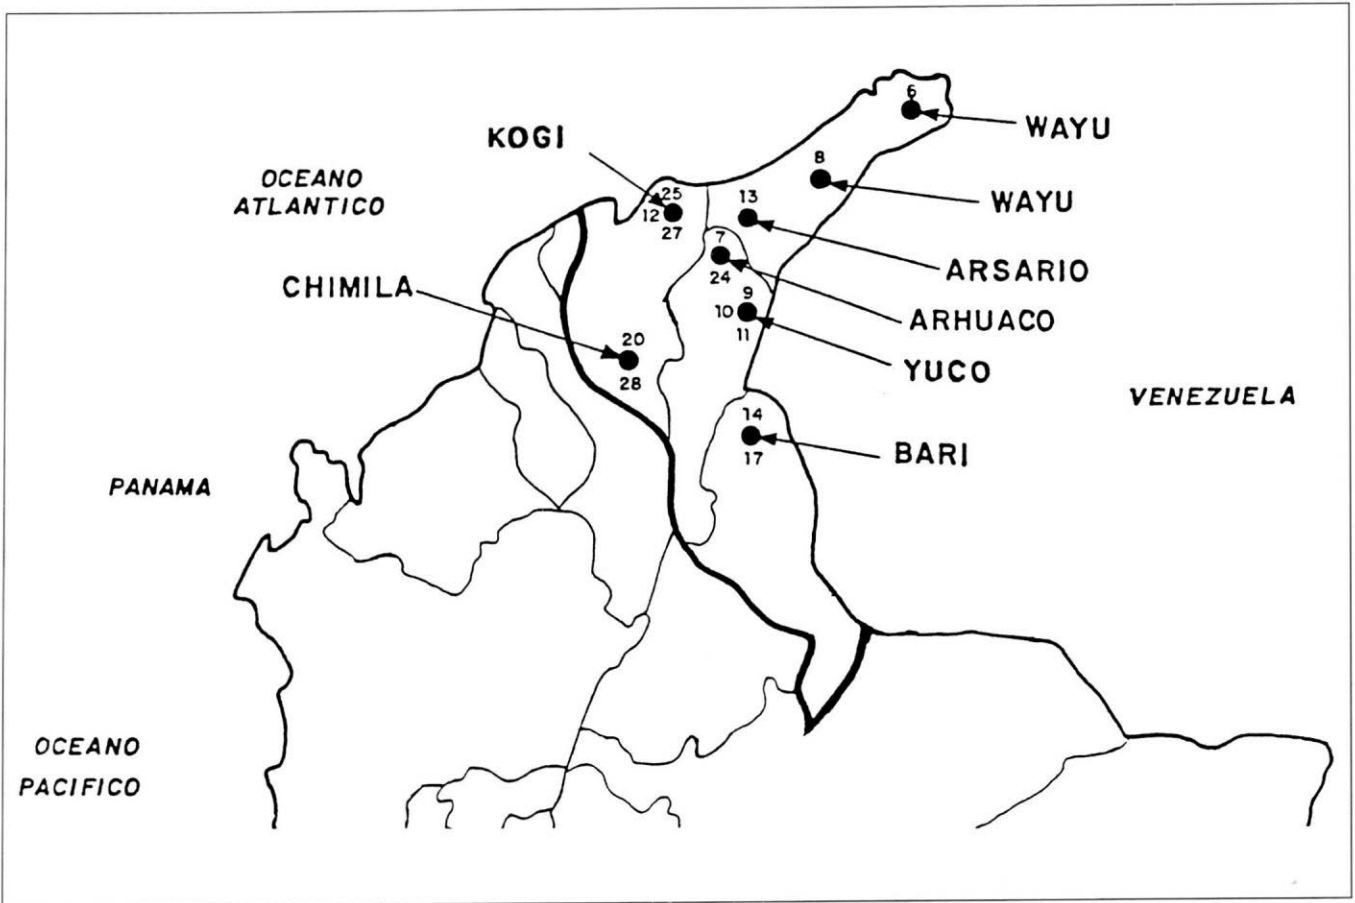 6
WAYU
KOGI
8
WAYU
OCEANO
ATLANTICO
25
12
27
13
ARSARIO
7
24
ARHUACO
CHIMILA
9
10
11
YUCO
20
28
VENEZUELA
14
17
BARI
PANAMA
OCEANO
PACIFICO